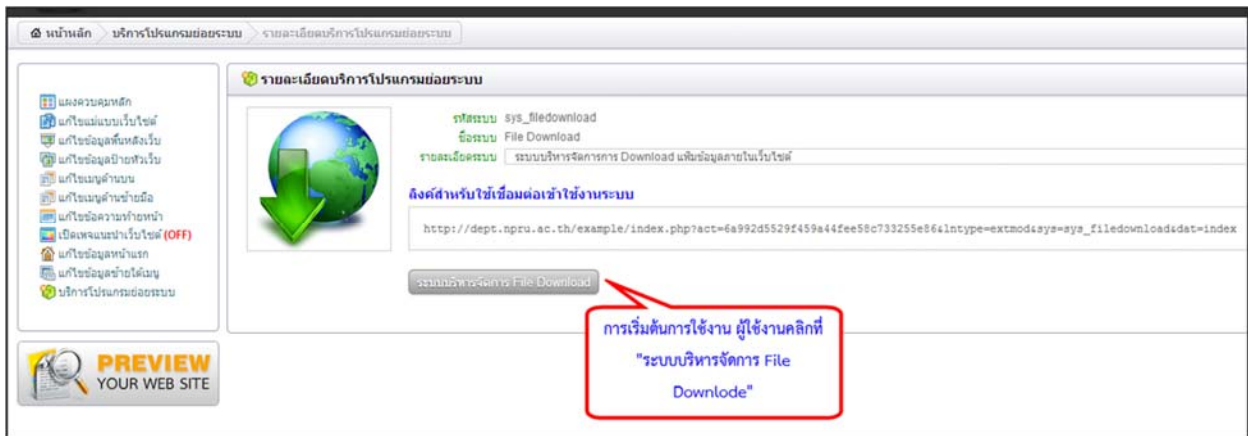 หน้าหลัก บริการโปรแกรมย่อยระบบ รายละเอียดบริการโปรแกรมย่อยระบบ
แผงควบคุมหลัก
แก้ไขแม่แบบเว็บไซต์
แก้ไขข้อมูลพื้นหลังเว็บ
แก้ไขข้อมูลป้ายหัวเว็บ
แก้ไขเมนูด้านบน
แก้ไขเมนูด้านซ้ายมือ
แก้ไขข้อความท้ายหน้า
เปิดเพจแนะนำเว็บไซต์ (OFF)
แก้ไขข้อมูลหน้าแรก
แก้ไขข้อมูลซ้ายใต้เมนู
บริการโปรแกรมย่อยระบบ
PREVIEW
YOUR WEB SITE
รายละเอียดบริการโปรแกรมย่อยระบบ
รหัสระบบ sys_filedownload
ชื่อระบบ File Download
รายละเอียดระบบ ระบบบริหารจัดการการ Download แฟ้มข้อมูลภายในเว็บไซต์
ลิงค์สำหรับใช้เชื่อมต่อเข้าใช้งานระบบ
http://dept.npru.ac.th/example/index.php?act=6a992d5529f459a44fee58c733255e86&lntype=extmod&sys=sys_filedownload&dat=index
ระบบบริหารจัดการ File Download
การเริ่มต้นการใช้งาน ผู้ใช้งานคลิกที่
"ระบบบริหารจัดการ File
Downlode"